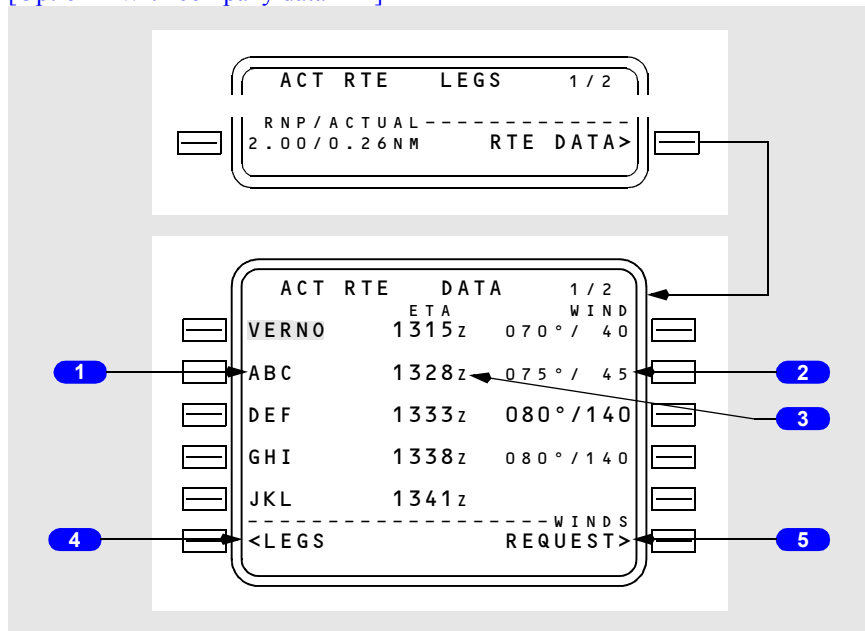 ACT RTE LEGS 1/2
RNP/ACTUAL--------------
2.00/0.26NM RTE DATA>
ACT RTE DATA 1/2
ETA WIND
VERNO 1315z 070°/ 40
1 ABC 1328z 075°/ 45 2
DEF 1333z 080°/140 3
GHI 1338z 080°/140
JKL 1341z
-------------------WINDS
4 <LEGS REQUEST> 5